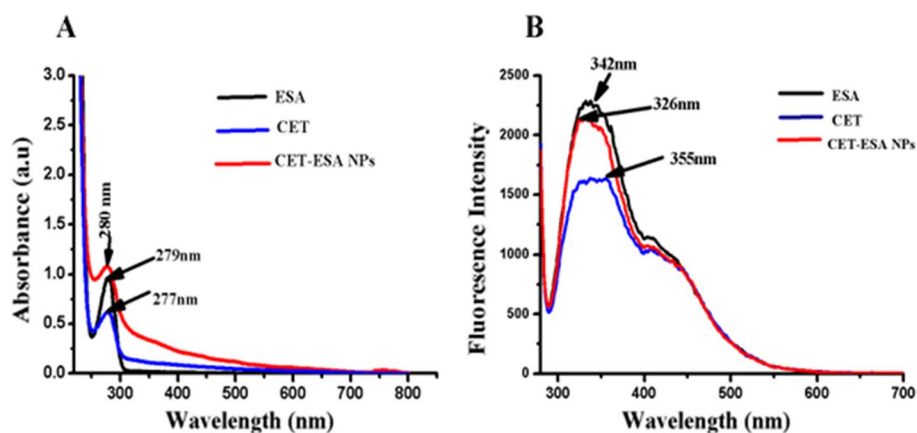 A
3.0
2.5
2.0
1.5
1.0
0.5
0.0
Absorbance (a.u)
300 400 500 600 700 800
Wavelength (nm)
ESA
CET
CET-ESA NPs
280 nm
279nm
277nm
B
2500
2000
1500
1000
500
0
Fluoresence Intensity
300 400 500 600 700
Wavelength (nm)
342nm
326nm
355nm
ESA
CET
CET-ESA NPs